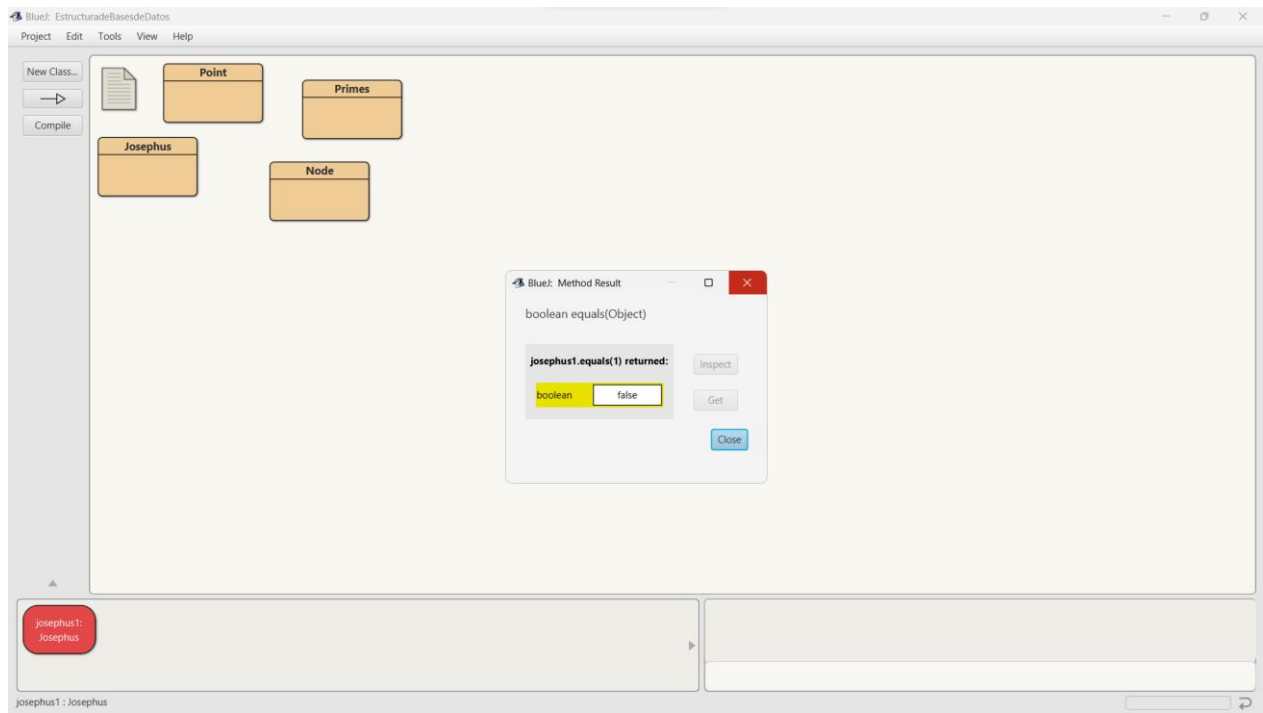 BlueJ: EstructuradeBasesdeDatos
Project Edit Tools View Help
New Class...
Compile
Point
Primes
Josephus
Node
BlueJ: Method Result
boolean equals(Object)
josephus1.equals(1) returned:
boolean false
Inspect
Get
Close
josephus1:
Josephus
josephus1 : Josephus